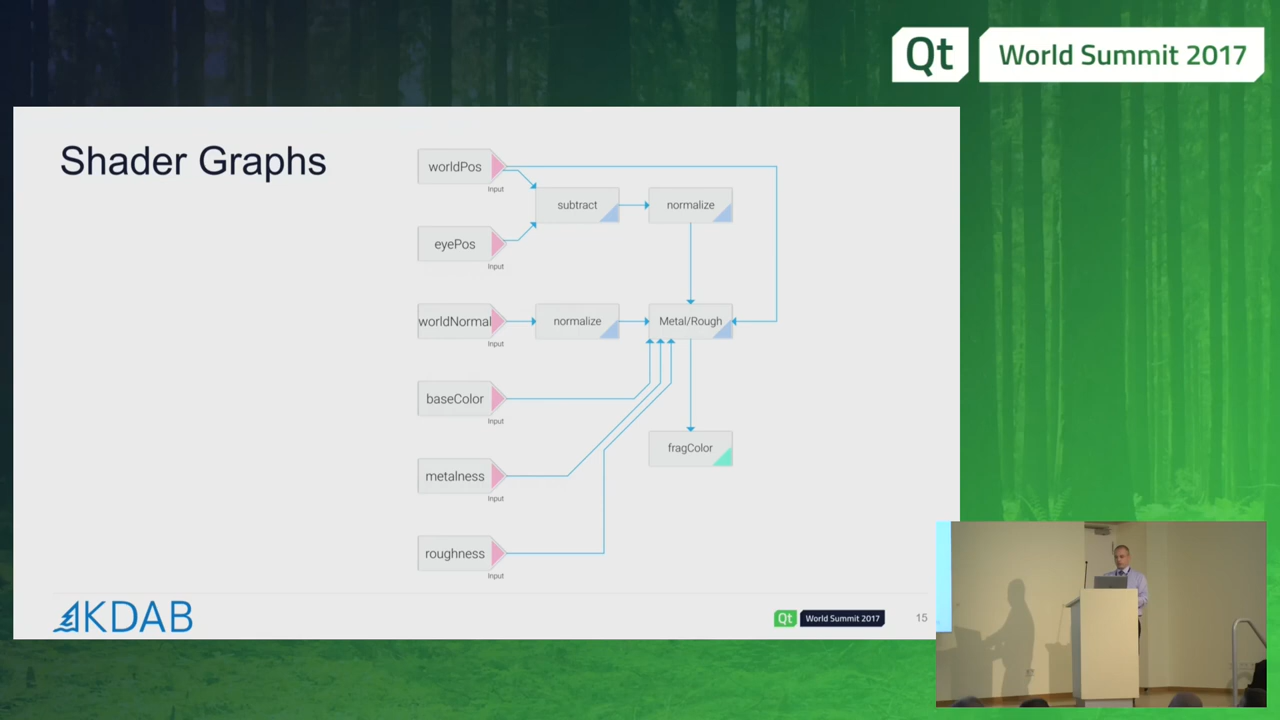 Qt World Summit 2017
Shader Graphs
worldPos
Input
subtract
normalize
eyePos
Input
worldNormal
Input
normalize
Metal/Rough
baseColor
Input
fragColor
metalness
Input
roughness
Input
KDAB
Qt World Summit 2017
15